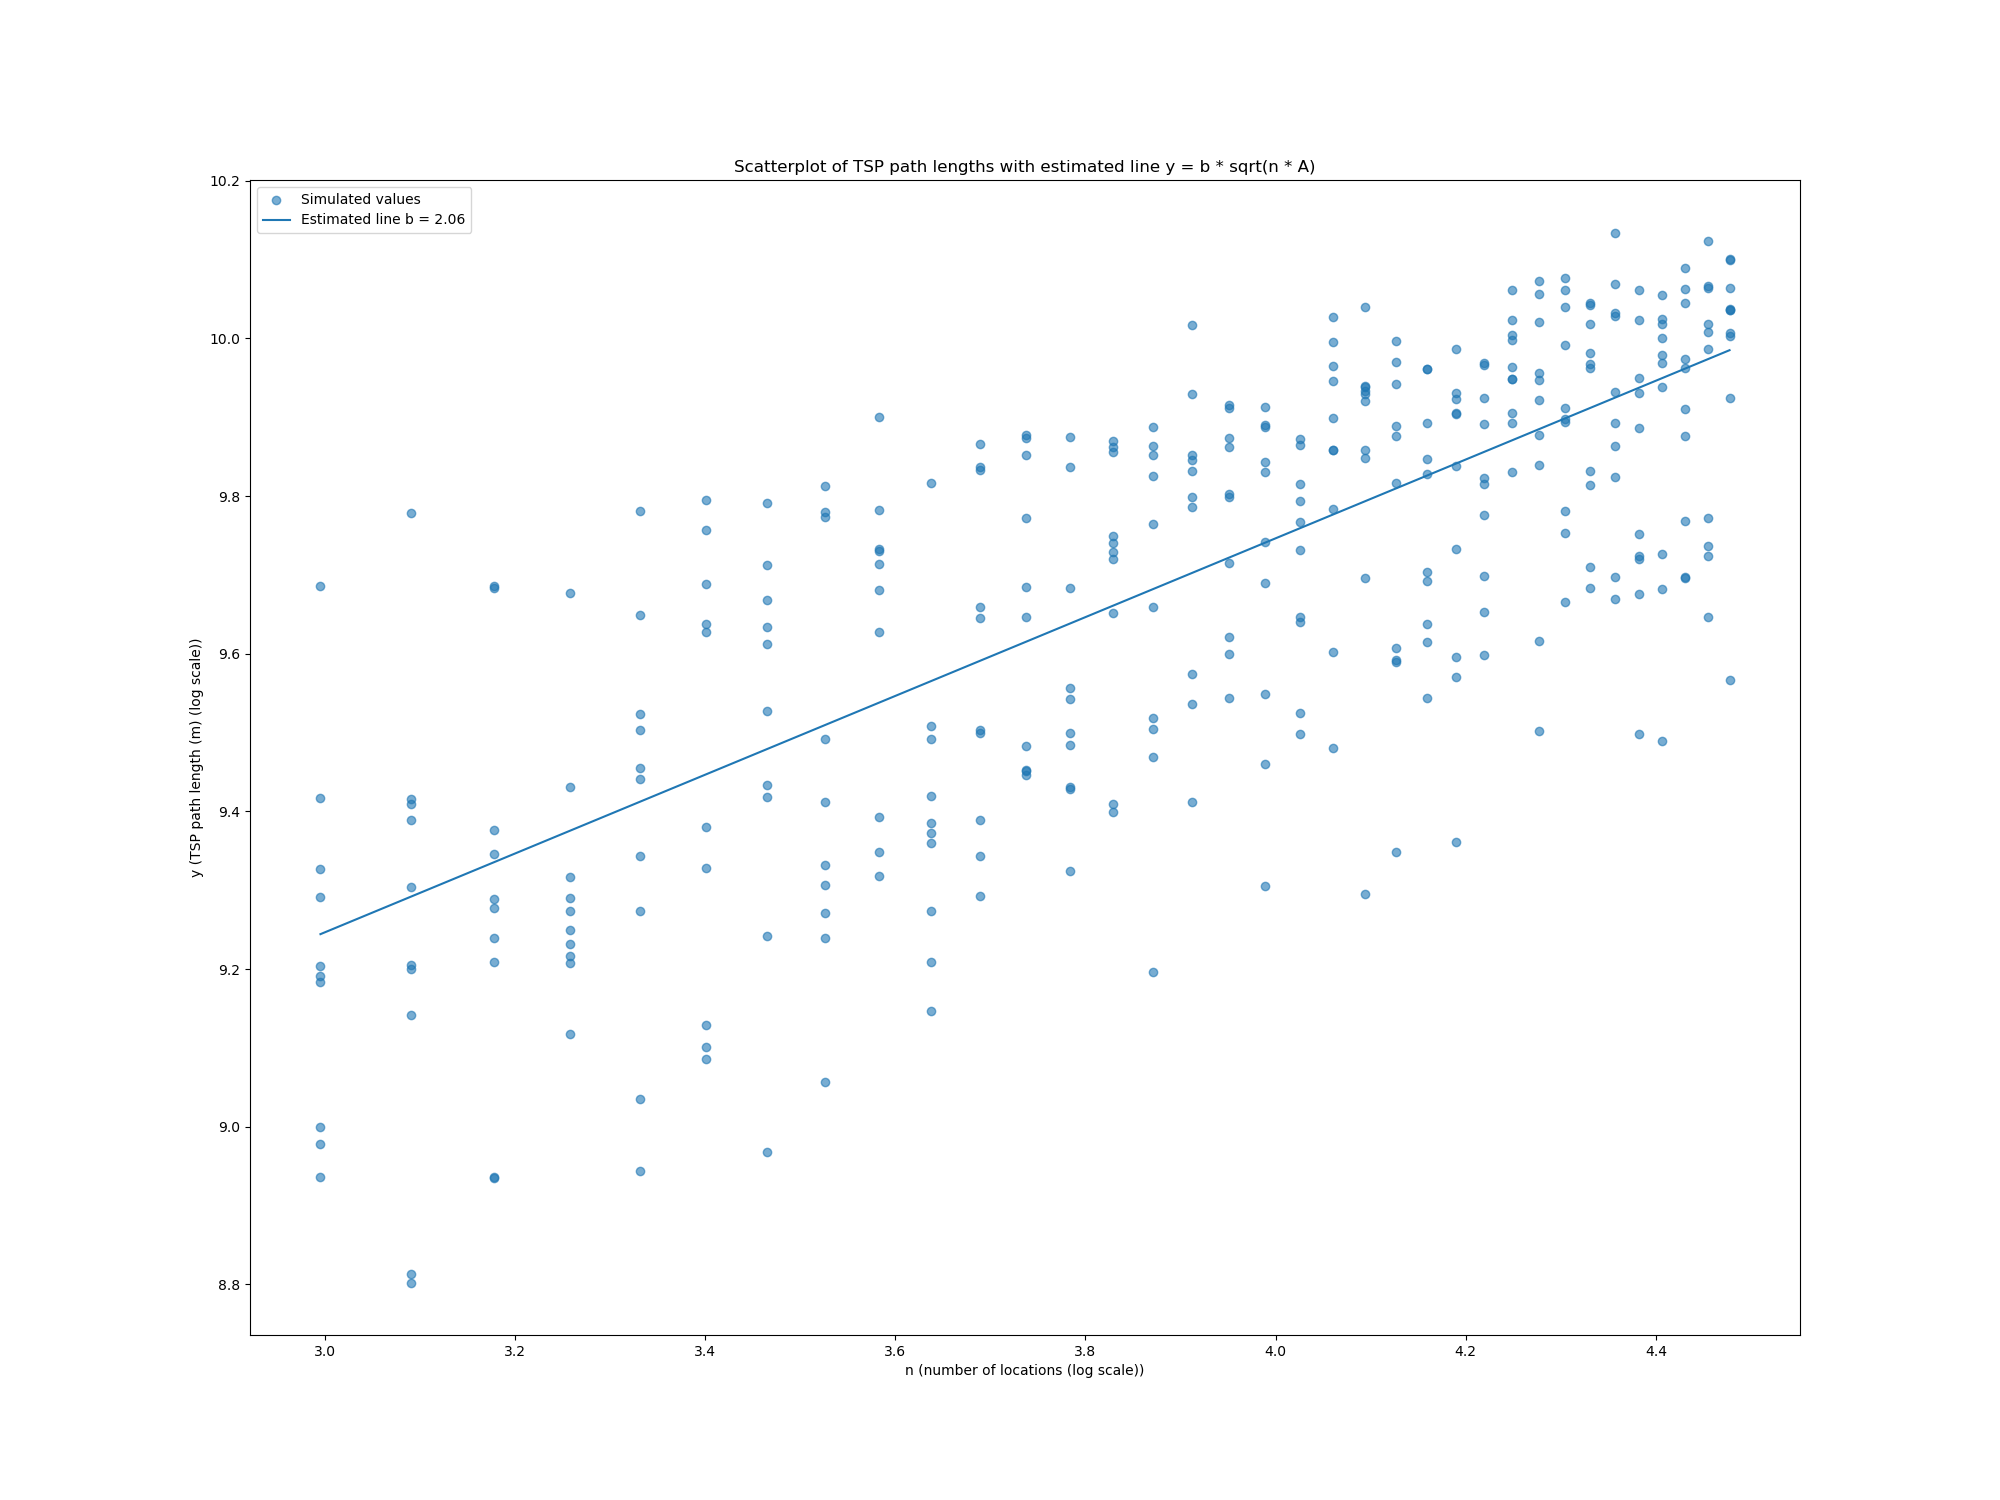 Scatterplot of TSP path lengths with estimated line y = b * sqrt(n * A)
Simulated values
Estimated line b = 2.06
y (TSP path length (m) (log scale))
10.2
10.0
9.8
9.6
9.4
9.2
9.0
8.8
3.0 3.2 3.4 3.6 3.8 4.0 4.2 4.4
n (number of locations (log scale))